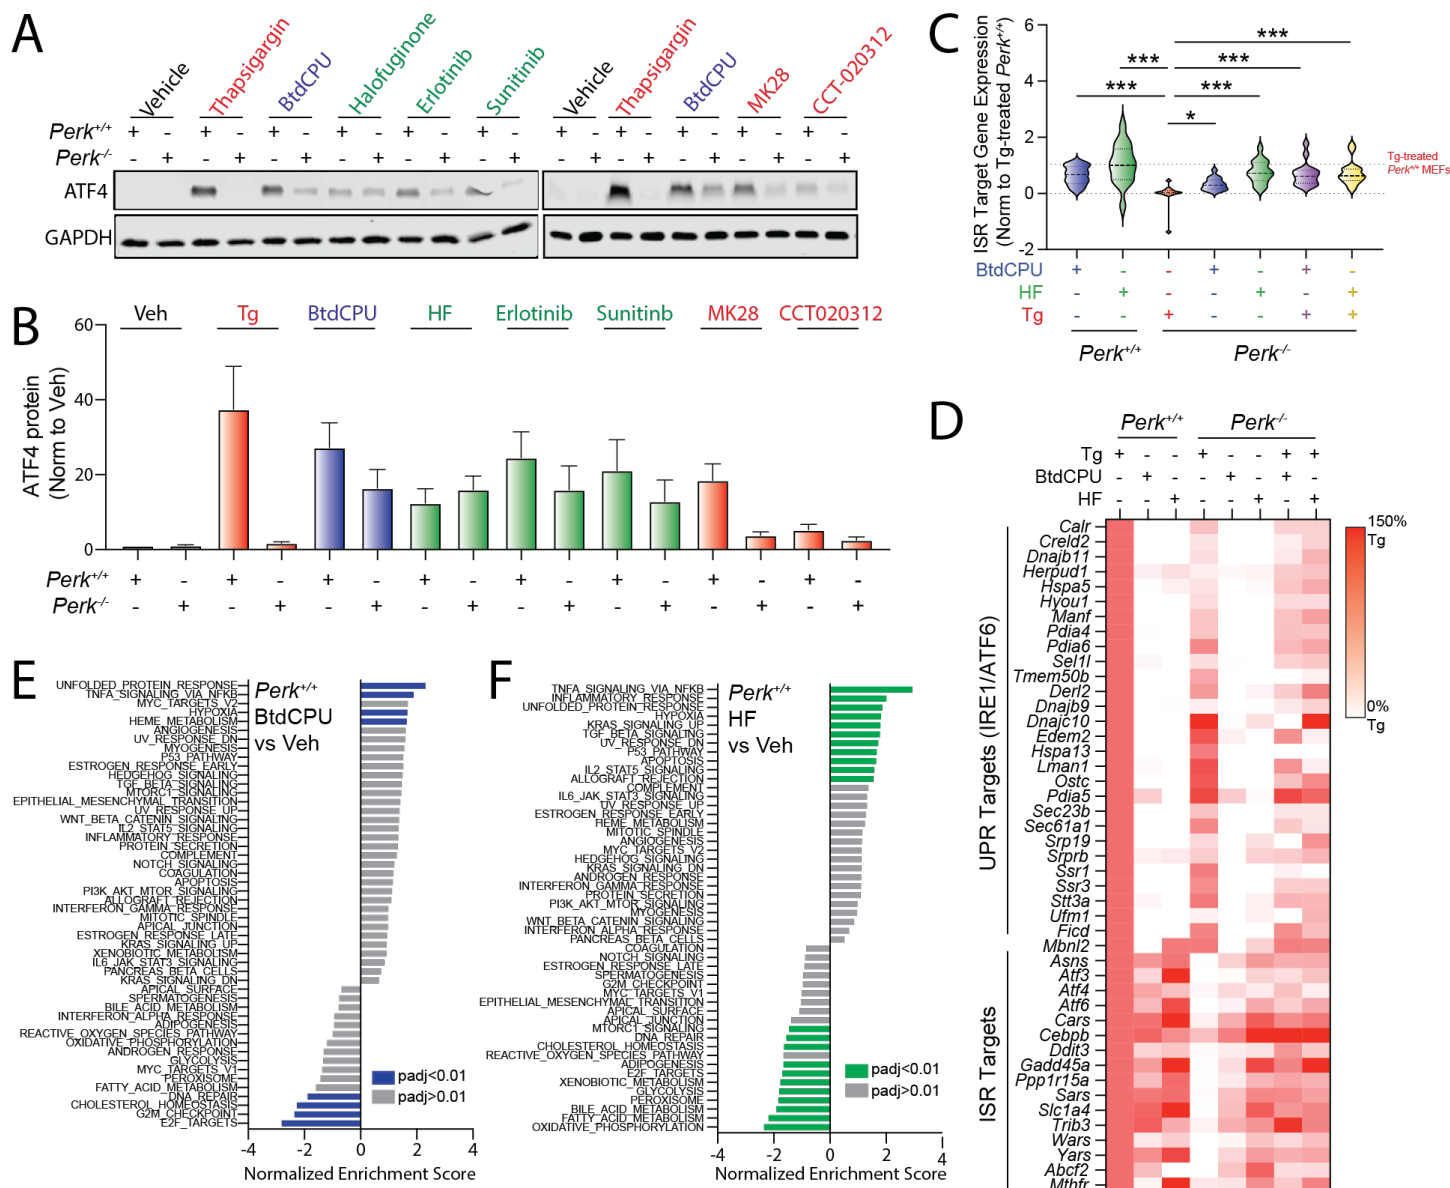 A
Vehicle
Thapsigargin
BtdCPU
Halofuginone
Erlotinib
Sunitinib
Vehicle
Thapsigargin
BtdCPU
MK28
CCT-020312
Perk+/+ + - + - + - + - + - + - + - + - + - + - + -
Perk-/- - + - + - + - + - + - + - + - + - + - + - +
ATF4
GAPDH
B
Veh Tg BtdCPU HF Erlotinib Sunitinb MK28 CCT020312
ATF4 protein
(Norm to Veh)
60
40
20
0
Perk+/+ + - + - + - + - + - + - + - + -
Perk-/- - + - + - + - + - + - + - + - +
C
ISR Target Gene Expression
(Norm to Tg-treated Perk+/+)
6
4
2
0
-2
***
***
***
*** ***
*
Tg-treated
Perk+/+ MEFs
BtdCPU + - - + - + -
HF - + - - + - +
Tg - - + - - + +
Perk+/+ Perk-/-
D
Perk+/+ Perk-/-
Tg + - - + - - + +
BtdCPU - + - - + - + -
HF - - + - - + - +
UPR Targets (IRE1/ATF6)
Calr
Creld2
Dnajb11
Herpud1
Hspa5
Hyou1
Manf
Pdia4
Pdia6
Sel1l
Tmem50b
Derl2
Dnajb9
Dnajc10
Edem2
Hspa13
Lman1
Ostc
Pdia5
Sec23b
Sec61a1
Srp19
Srprb
Ssr1
Ssr3
Stt3a
Ufm1
Ficd
ISR Targets
Mbnl2
Asns
Atf3
Atf4
Atf6
Cars
Cebpb
Ddit3
Gadd45a
Ppp1r15a
Sars
Slc1a4
Trib3
Wars
Yars
Abcf2
Mthfr
150%
Tg
0%
Tg
E
Perk+/+
BtdCPU
vs Veh
UNFOLDED_PROTEIN_RESPONSE
TNFA_SIGNALING_VIA_NFKB
MYC_TARGETS_V2
HYPOXIA
HEME_METABOLISM
ANGIOGENESIS
UV_RESPONSE_DN
MYOGENESIS
P53_PATHWAY
ESTROGEN_RESPONSE_EARLY
HEDGEHOG_SIGNALING
TGF_BETA_SIGNALING
MTORC1_SIGNALING
EPITHELIAL_MESENCHYMAL_TRANSITION
UV_RESPONSE_UP
WNT_BETA_CATENIN_SIGNALING
IL2_STAT5_SIGNALING
INFLAMMATORY_RESPONSE
PROTEIN_SECRETION
COMPLEMENT
NOTCH_SIGNALING
COAGULATION
APOPTOSIS
PI3K_AKT_MTOR_SIGNALING
ALLOGRAFT_REJECTION
INTERFERON_GAMMA_RESPONSE
MITOTIC_SPINDLE
APICAL_JUNCTION
ESTROGEN_RESPONSE_LATE
KRAS_SIGNALING_UP
XENOBIOTIC_METABOLISM
IL6_JAK_STAT3_SIGNALING
PANCREAS_BETA_CELLS
KRAS_SIGNALING_DN
APICAL_SURFACE
SPERMATOGENESIS
BILE_ACID_METABOLISM
INTERFERON_ALPHA_RESPONSE
ADIPOGENESIS
REACTIVE_OXYGEN_SPECIES_PATHWAY
OXIDATIVE_PHOSPHORYLATION
ANDROGEN_RESPONSE
GLYCOLYSIS
MYC_TARGETS_V1
PEROXISOME
FATTY_ACID_METABOLISM
DNA_REPAIR
CHOLESTEROL_HOMEOSTASIS
G2M_CHECKPOINT
E2F_TARGETS
padj<0.01
padj>0.01
-4 -2 0 2 4
Normalized Enrichment Score
F
Perk+/+
HF
vs Veh
TNFA_SIGNALING_VIA_NFKB
INFLAMMATORY_RESPONSE
UNFOLDED_PROTEIN_RESPONSE
HYPOXIA
KRAS_SIGNALING_UP
TGF_BETA_SIGNALING
UV_RESPONSE_DN
P53_PATHWAY
APOPTOSIS
IL2_STAT5_SIGNALING
ALLOGRAFT_REJECTION
COMPLEMENT
IL6_JAK_STAT3_SIGNALING
UV_RESPONSE_UP
ESTROGEN_RESPONSE_EARLY
HEME_METABOLISM
MITOTIC_SPINDLE
ANGIOGENESIS
MYC_TARGETS_V2
HEDGEHOG_SIGNALING
KRAS_SIGNALING_DN
ANDROGEN_RESPONSE
INTERFERON_GAMMA_RESPONSE
PROTEIN_SECRETION
PI3K_AKT_MTOR_SIGNALING
MYOGENESIS
WNT_BETA_CATENIN_SIGNALING
INTERFERON_ALPHA_RESPONSE
PANCREAS_BETA_CELLS
COAGULATION
NOTCH_SIGNALING
ESTROGEN_RESPONSE_LATE
SPERMATOGENESIS
G2M_CHECKPOINT
MYC_TARGETS_V1
EPITHELIAL_MESENCHYMAL_TRANSITION
APICAL_SURFACE
APICAL_JUNCTION
MTORC1_SIGNALING
DNA_REPAIR
CHOLESTEROL_HOMEOSTASIS
REACTIVE_OXYGEN_SPECIES_PATHWAY
ADIPOGENESIS
E2F_TARGETS
XENOBIOTIC_METABOLISM
GLYCOLYSIS
PEROXISOME
BILE_ACID_METABOLISM
FATTY_ACID_METABOLISM
OXIDATIVE_PHOSPHORYLATION
padj<0.01
padj>0.01
-4 -2 0 2 4
Normalized Enrichment Score